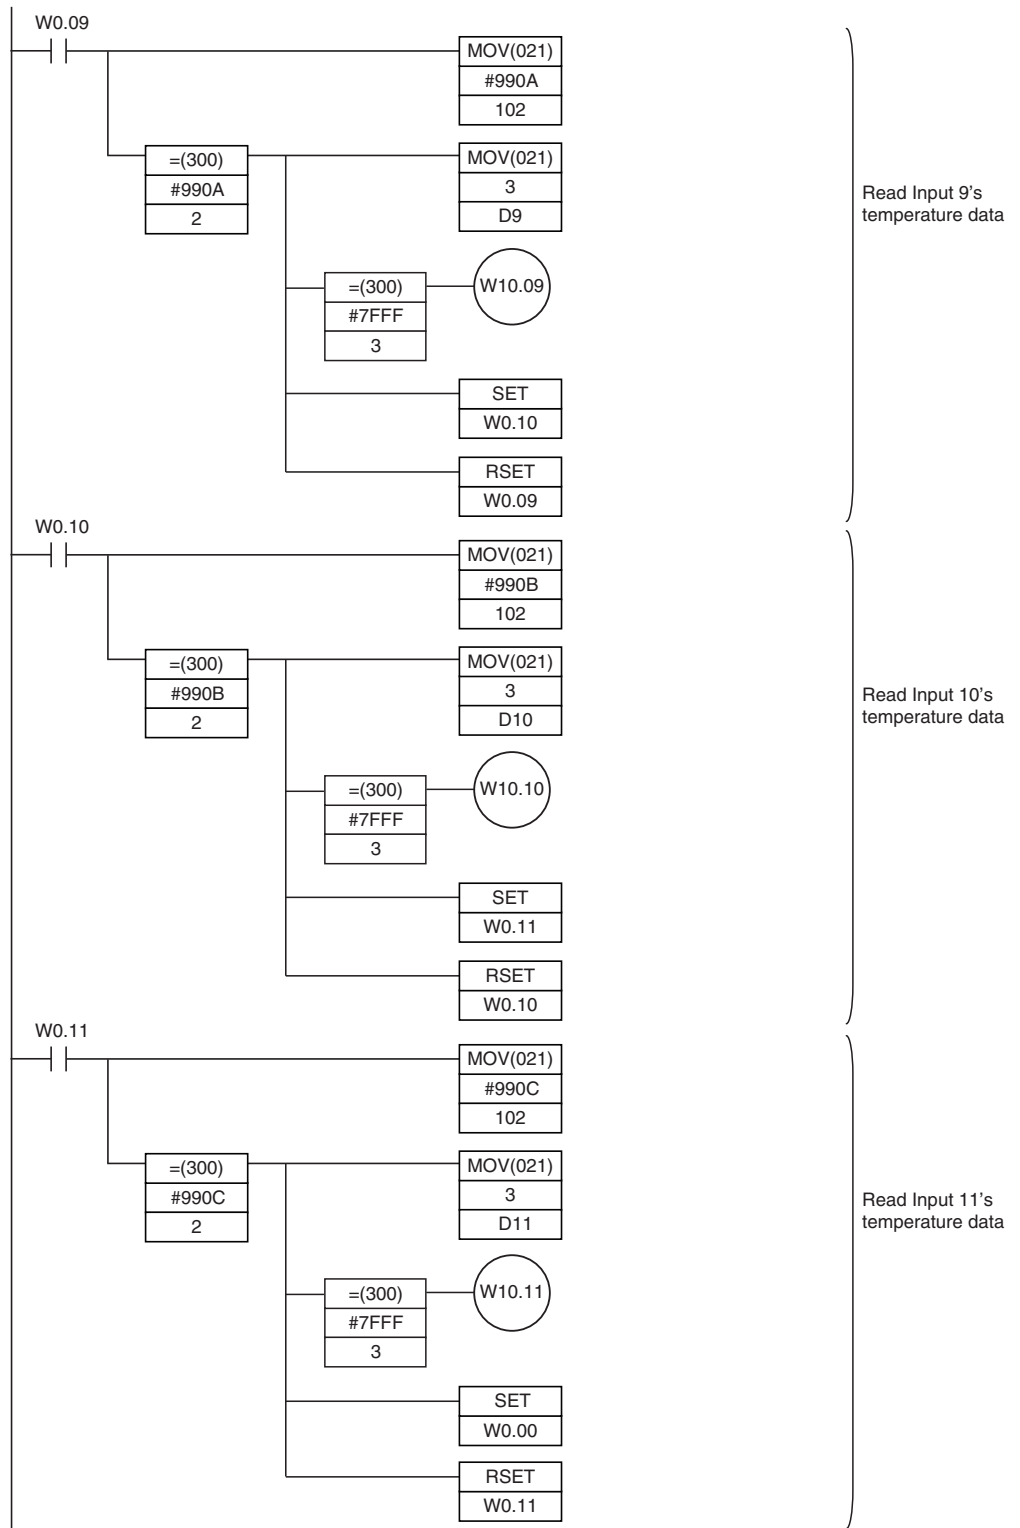 W0.09
MOV(021)
#990A
102
=(300)
#990A
2
MOV(021)
3
D9
Read Input 9's
temperature data
=(300)
#7FFF
3
W10.09
SET
W0.10
RSET
W0.09
W0.10
MOV(021)
#990B
102
=(300)
#990B
2
MOV(021)
3
D10
Read Input 10's
temperature data
=(300)
#7FFF
3
W10.10
SET
W0.11
RSET
W0.10
W0.11
MOV(021)
#990C
102
=(300)
#990C
2
MOV(021)
3
D11
Read Input 11's
temperature data
=(300)
#7FFF
3
W10.11
SET
W0.00
RSET
W0.11